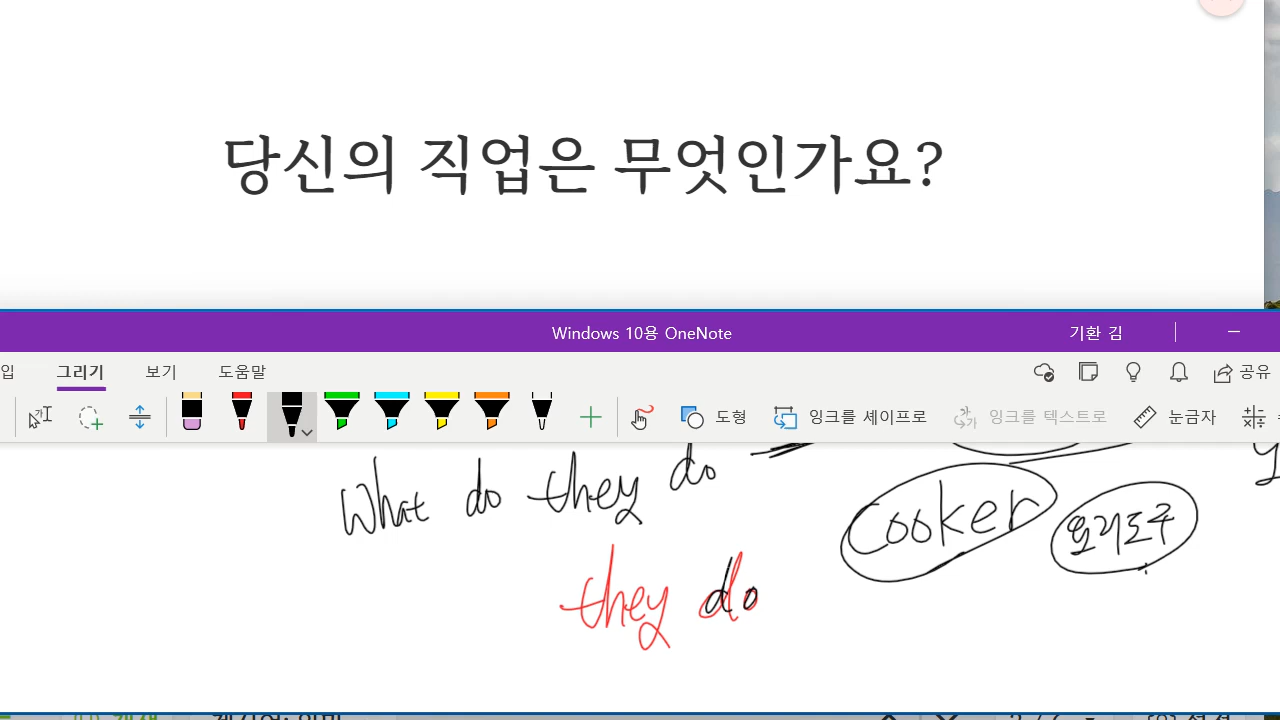 당신의 직업은 무엇인가요?
Windows 10용 OneNote 기환 김
입 그리기 보기 도움말 공유
도형 잉크를 셰이프로 잉크를 텍스트로 눈금자
What do they do
Cooker 요리도구
they do